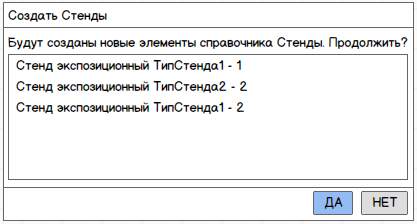 Создать Стенды
Будут созданы новые элементы справочника Стенды. Продолжить?
Стенд экспозиционный ТипСтенда1 - 1
Стенд экспозиционный ТипСтенда2 - 2
Стенд экспозиционный ТипСтенда1 - 2
ДА НЕТ